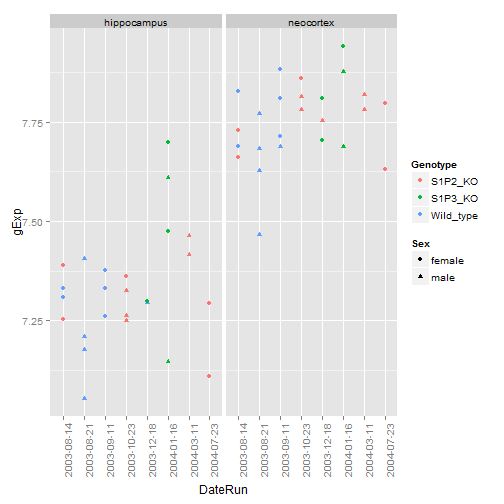 hippocampus
neocortex
gExp
7.75
7.50
7.25
2003-08-14
2003-08-21
2003-09-11
2003-10-23
2003-12-18
2004-01-16
2004-03-11
2004-07-23
2003-08-14
2003-08-21
2003-09-11
2003-10-23
2003-12-18
2004-01-16
2004-03-11
2004-07-23
DateRun
Genotype
S1P2_KO
S1P3_KO
Wild_type
Sex
female
male